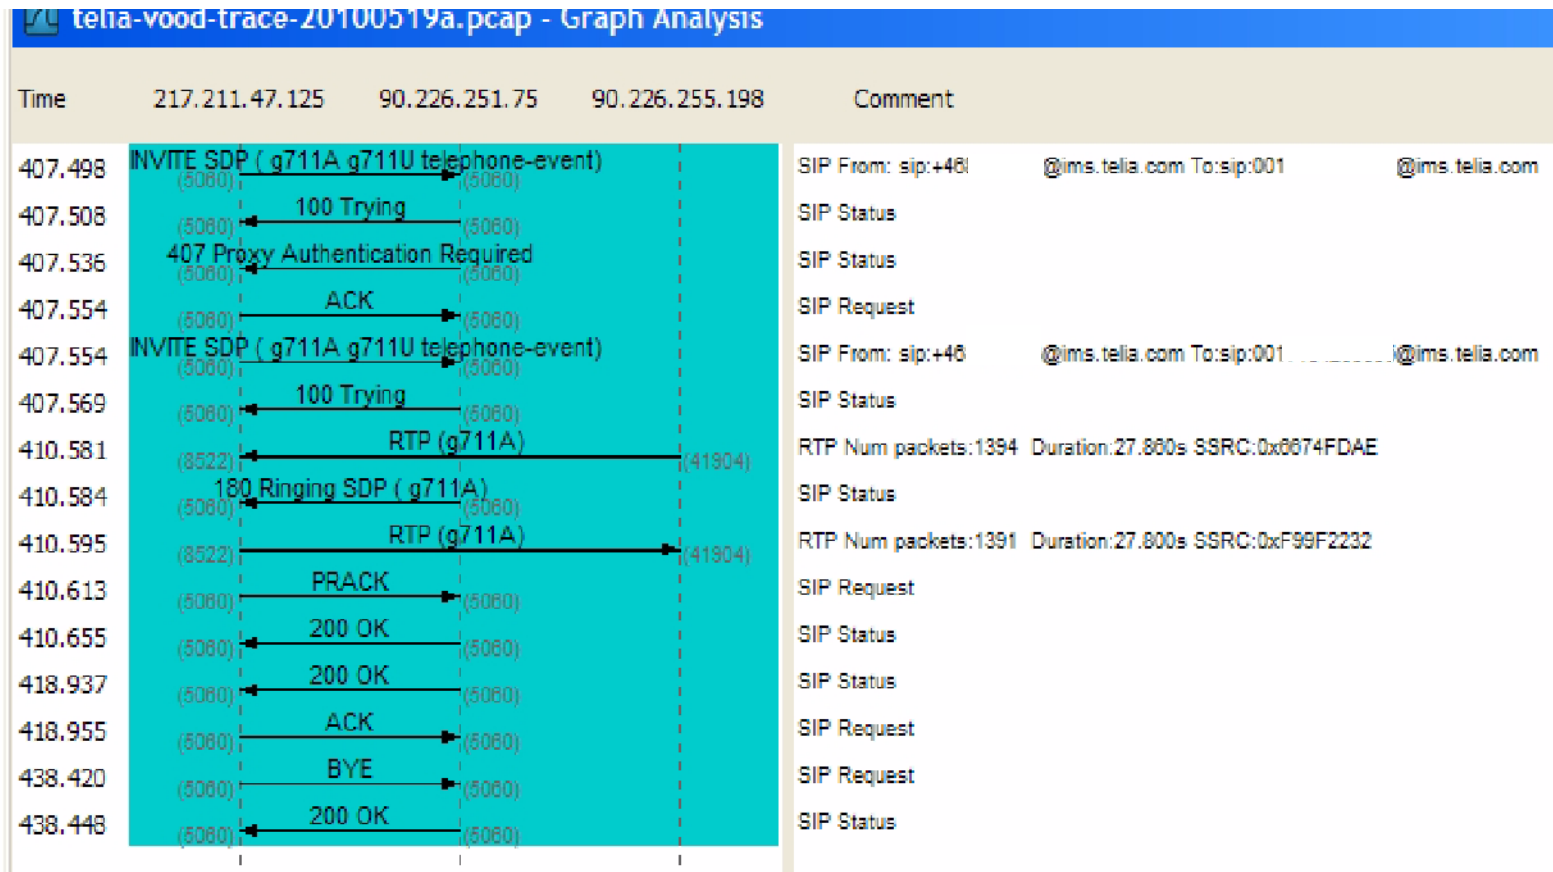 telia-vood-trace-20100519a.pcap - Graph Analysis
Time 217.211.47.125 90.226.251.75 90.226.255.198 Comment
407.498 INVITE SDP ( g711A g711U telephone-event) SIP From: sip:+46 @ims.telia.com To:sip:001 @ims.telia.com
(5060) (5060)
407.508 100 Trying SIP Status
(5060) (5060)
407.536 407 Proxy Authentication Required SIP Status
(5060) (5060)
407.554 ACK SIP Request
(5060) (5060)
407.554 INVITE SDP ( g711A g711U telephone-event) SIP From: sip:+46 @ims.telia.com To:sip:001 @ims.telia.com
(5060) (5060)
407.569 100 Trying SIP Status
(5060) (5060)
410.581 RTP (g711A) RTP Num packets:1394 Duration:27.860s SSRC:0x6674FDAE
(8522) (41904)
410.584 180 Ringing SDP ( g711A) SIP Status
(5060) (5060)
410.595 RTP (g711A) RTP Num packets:1391 Duration:27.800s SSRC:0xF99F2232
(8522) (41904)
410.613 PRACK SIP Request
(5060) (5060)
410.655 200 OK SIP Status
(5060) (5060)
418.937 200 OK SIP Status
(5060) (5060)
418.955 ACK SIP Request
(5060) (5060)
438.420 BYE SIP Request
(5060) (5060)
438.448 200 OK SIP Status
(5060) (5060)